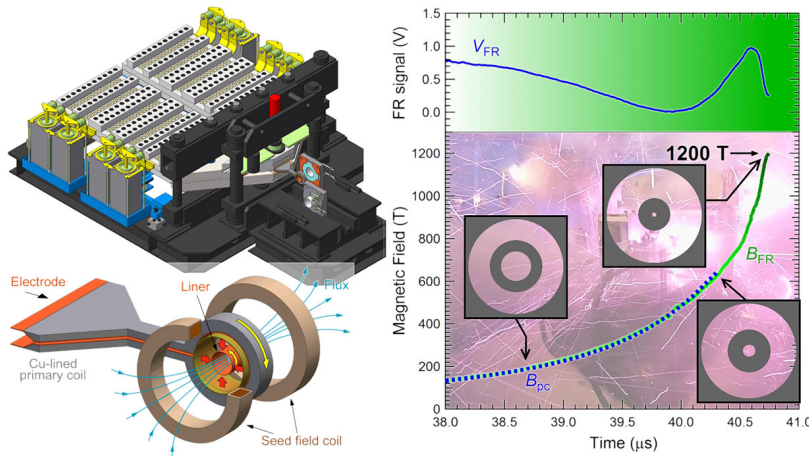 Electrode
Liner
Flux
Cu-lined
primary coil
Seed field coil
FR signal (V)
1.5
1.0
0.5
0.0
V_FR
Magnetic Field (T)
1200
1000
800
600
400
200
0
1200 T
B_FR
B_pc
38.0 38.5 39.0 39.5 40.0 40.5 41.0
Time (μs)